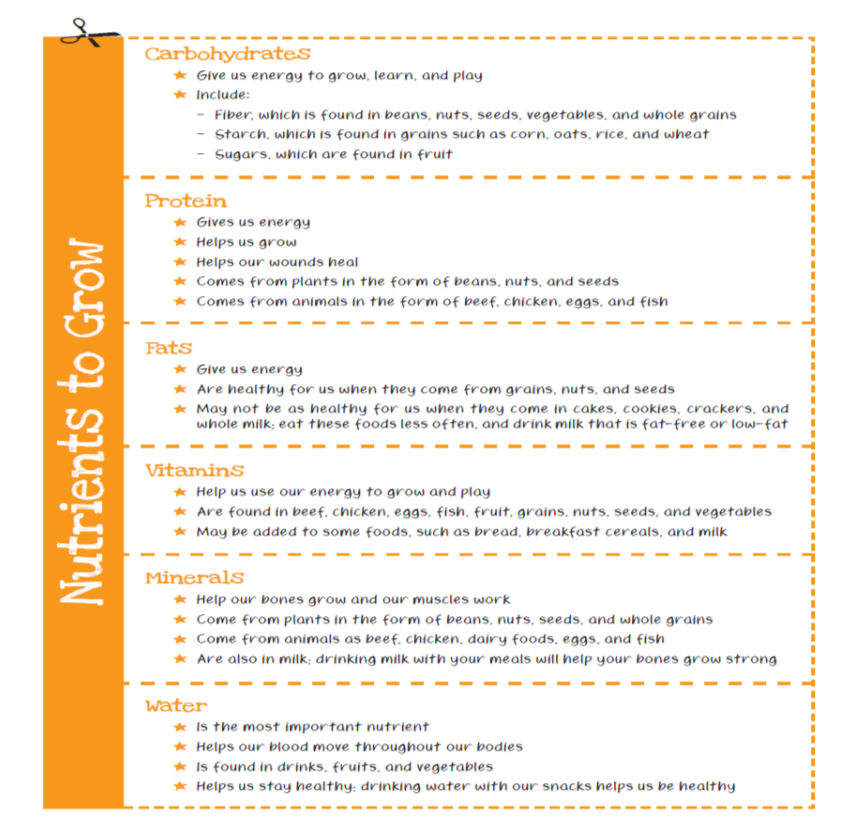 Nutrients to Grow
Carbohydrates
★ Give us energy to grow, learn, and play
★ Include:
– Fiber, which is found in beans, nuts, seeds, vegetables, and whole grains
– Starch, which is found in grains such as corn, oats, rice, and wheat
– Sugars, which are found in fruit
Protein
★ Gives us energy
★ Helps us grow
★ Helps our wounds heal
★ Comes from plants in the form of beans, nuts, and seeds
★ Comes from animals in the form of beef, chicken, eggs, and fish
Fats
★ Give us energy
★ Are healthy for us when they come from grains, nuts, and seeds
★ May not be as healthy for us when they come in cakes, cookies, crackers, and
whole milk; eat these foods less often, and drink milk that is fat-free or low-fat
Vitamins
★ Help us use our energy to grow and play
★ Are found in beef, chicken, eggs, fish, fruit, grains, nuts, seeds, and vegetables
★ May be added to some foods, such as bread, breakfast cereals, and milk
Minerals
★ Help our bones grow and our muscles work
★ Come from plants in the form of beans, nuts, seeds, and whole grains
★ Come from animals as beef, chicken, dairy foods, eggs, and fish
★ Are also in milk; drinking milk with your meals will help your bones grow strong
Water
★ Is the most important nutrient
★ Helps our blood move throughout our bodies
★ Is found in drinks, fruits, and vegetables
★ Helps us stay healthy; drinking water with our snacks helps us be healthy